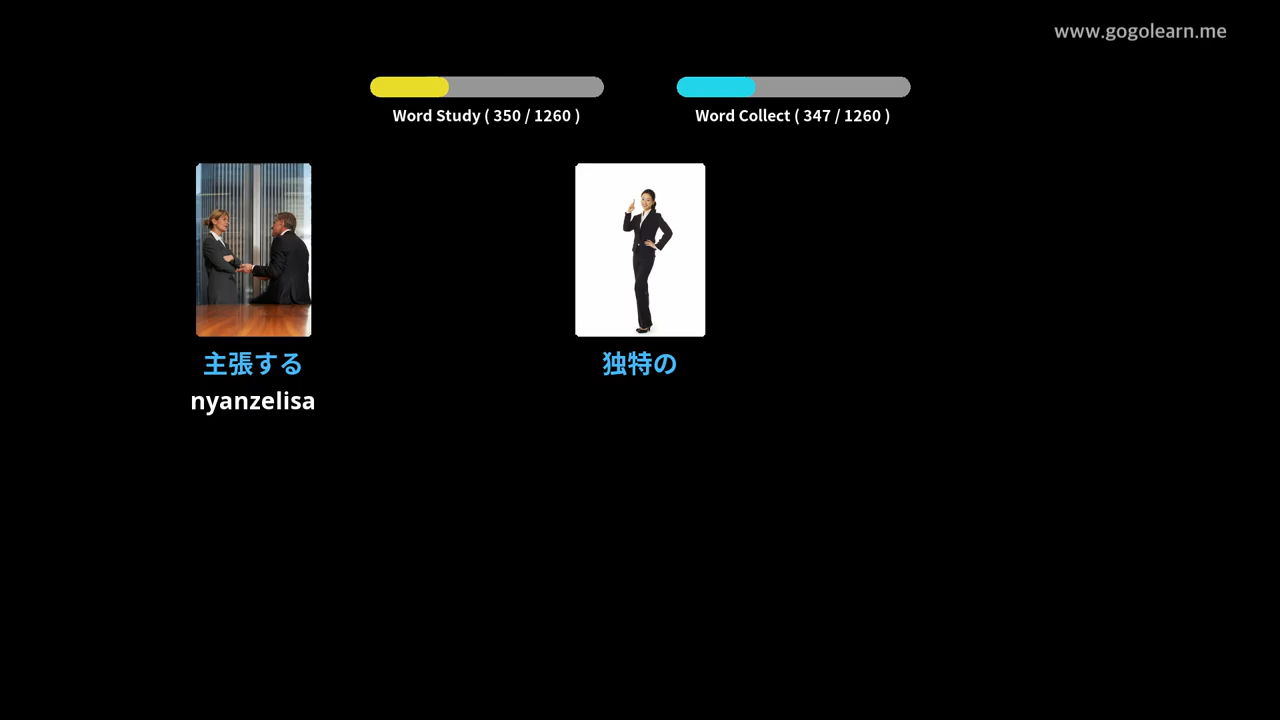 www.gogolearn.me
Word Study ( 350 / 1260 )
Word Collect ( 347 / 1260 )
主張する
nyanzelisa
独特の